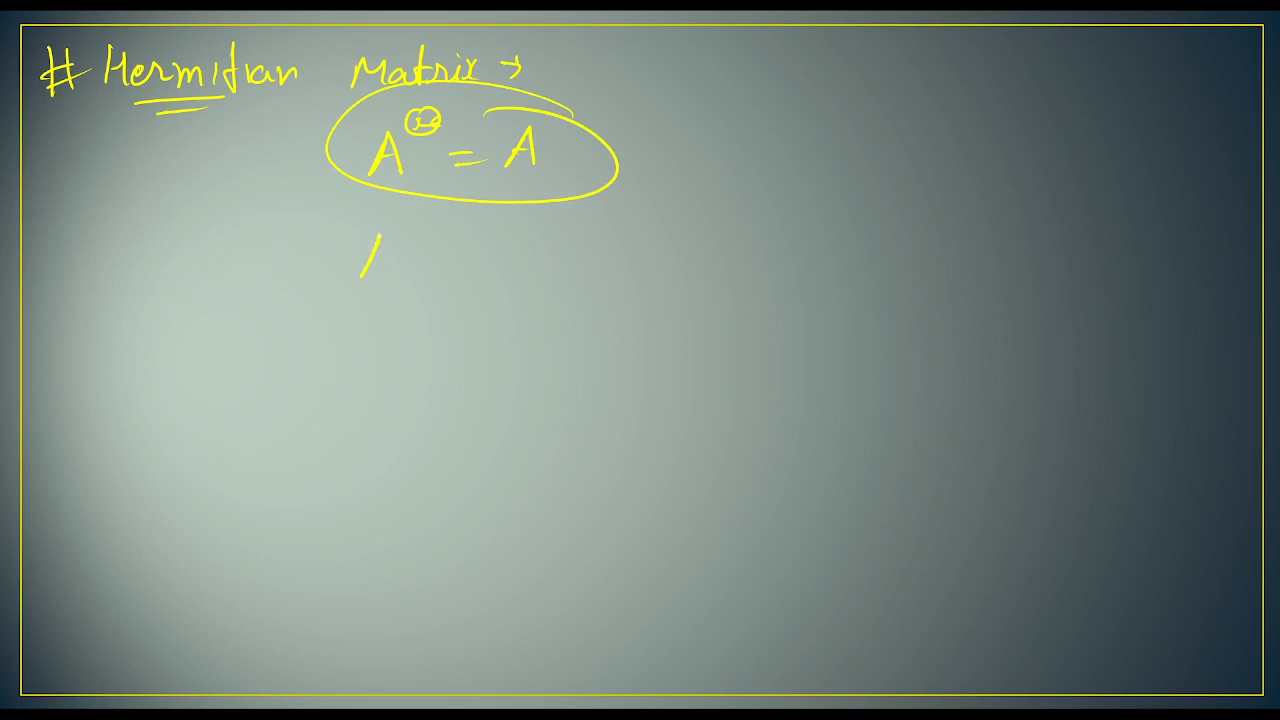 # Hermitian Matrix →
A^Θ = A̅